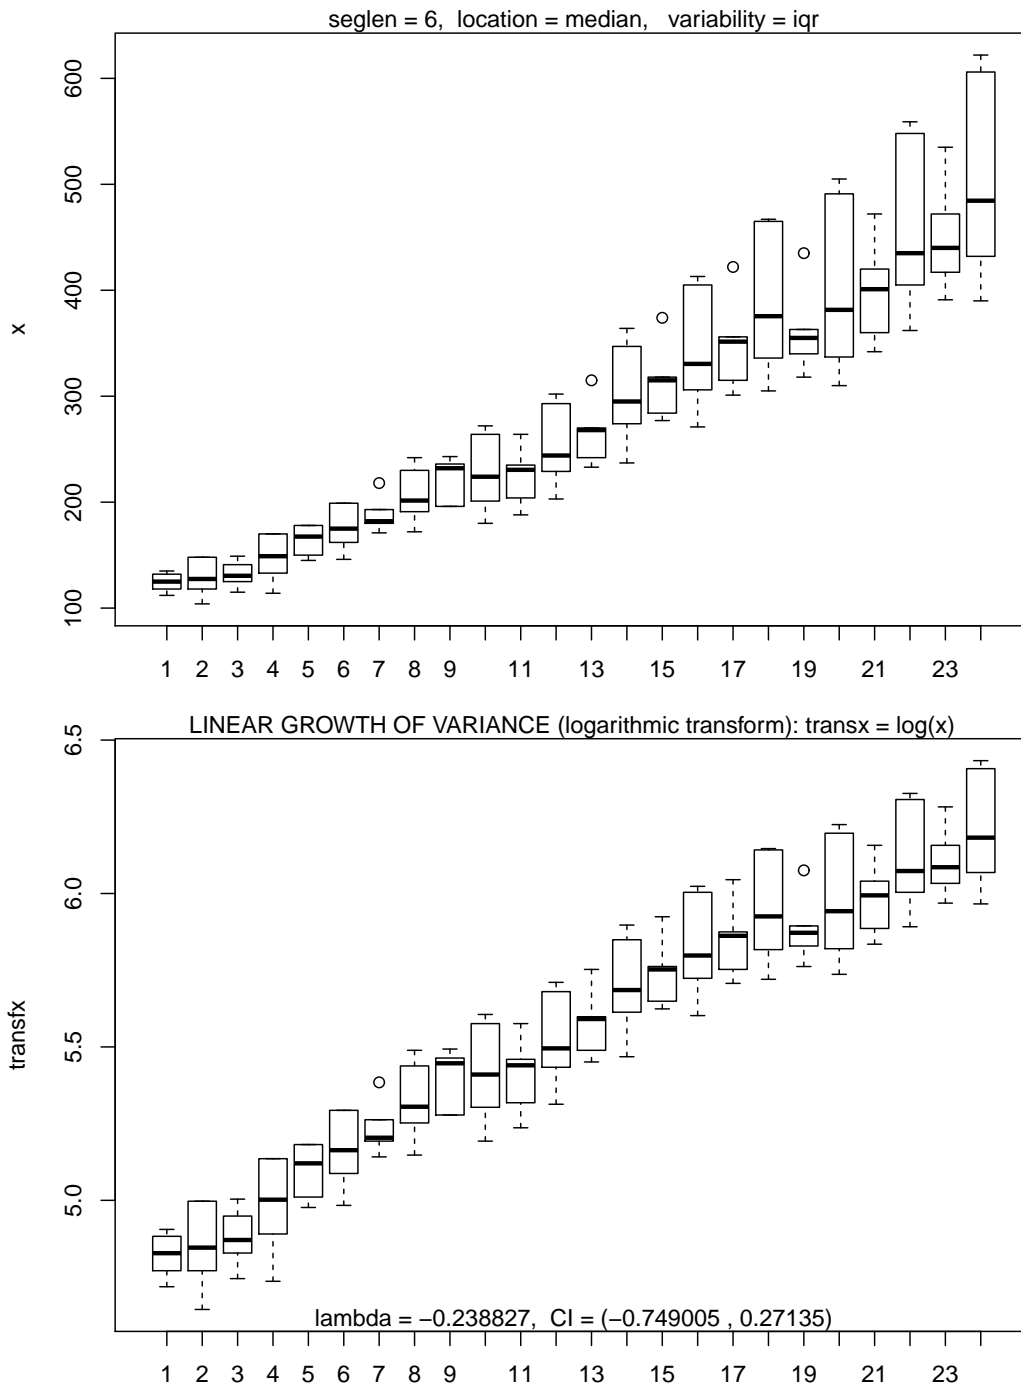 seglen = 6, location = median, variability = iqr
600
500
400
300
200
100
x
1 2 3 4 5 6 7 8 9 11 13 15 17 19 21 23
LINEAR GROWTH OF VARIANCE (logarithmic transform): transx = log(x)
6.5
6.0
5.5
5.0
transfx
lambda = −0.238827, CI = (−0.749005 , 0.27135)
1 2 3 4 5 6 7 8 9 11 13 15 17 19 21 23